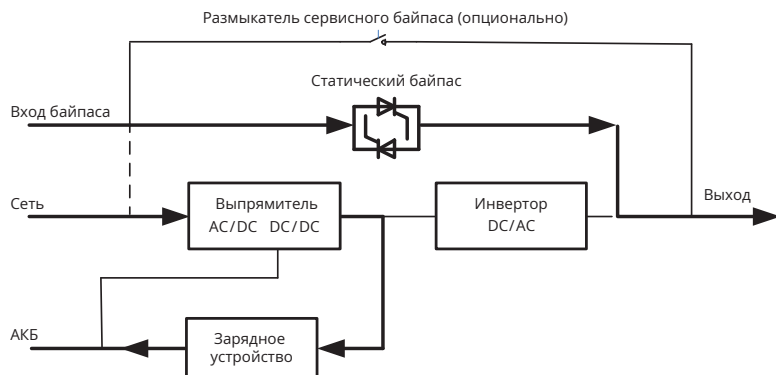 Размыкатель сервисного байпаса (опционально)
Статический байпас
Вход байпаса
Сеть
Выпрямитель
AC/DC DC/DC
Инвертор
DC/AC
Выход
АКБ
Зарядное
устройство